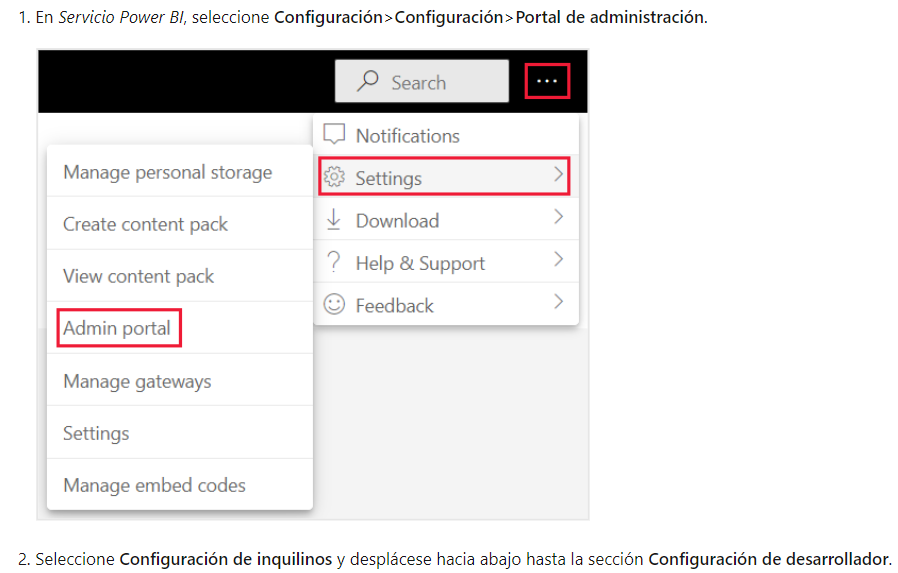 1. En Servicio Power BI, seleccione Configuración>Configuración>Portal de administración.
Search
...
Notifications
Settings
Download
Help & Support
Feedback
Manage personal storage
Create content pack
View content pack
Admin portal
Manage gateways
Settings
Manage embed codes
2. Seleccione Configuración de inquilinos y desplácese hacia abajo hasta la sección Configuración de desarrollador.